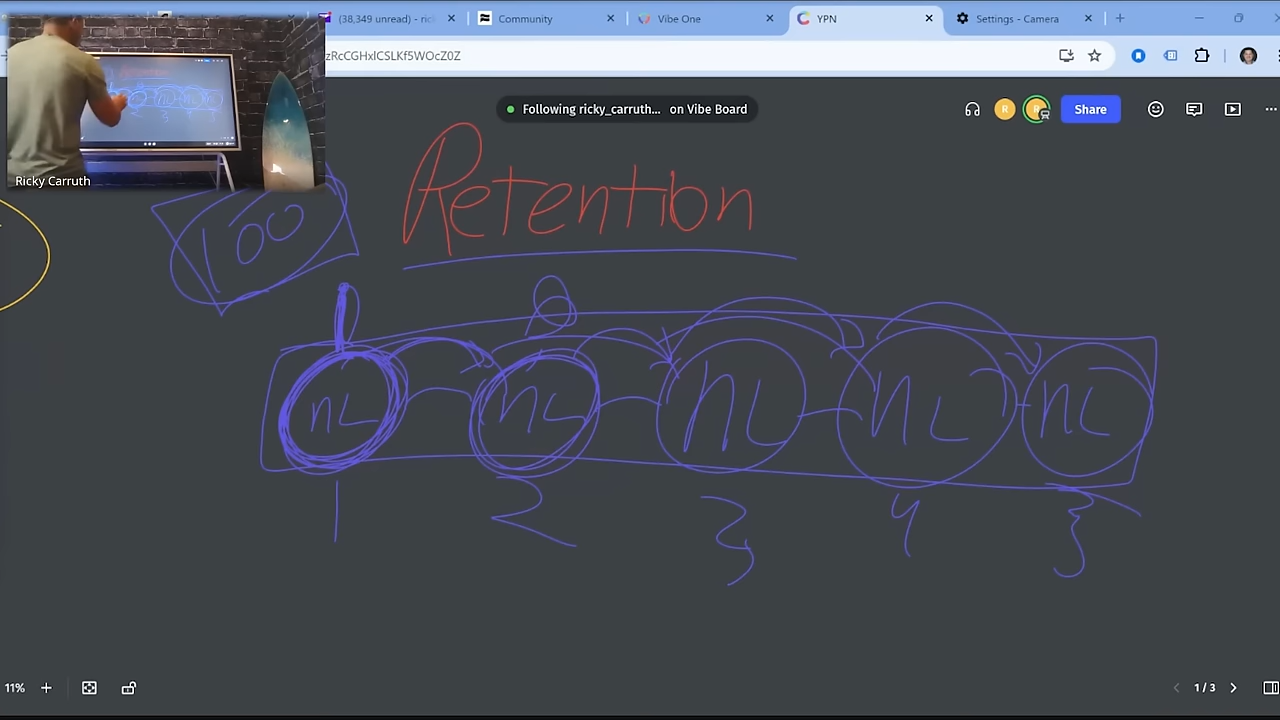 (38,349 unread) - ric
Community
Vibe One
YPN
Settings - Camera
zRcCGHxlCSLKf5WOcZ0Z
Following ricky_carruth... on Vibe Board
R
R
Share
Ricky Carruth
Retention
100
nL nL nL nL nL
1 2 3 4 5
11%
1 / 3